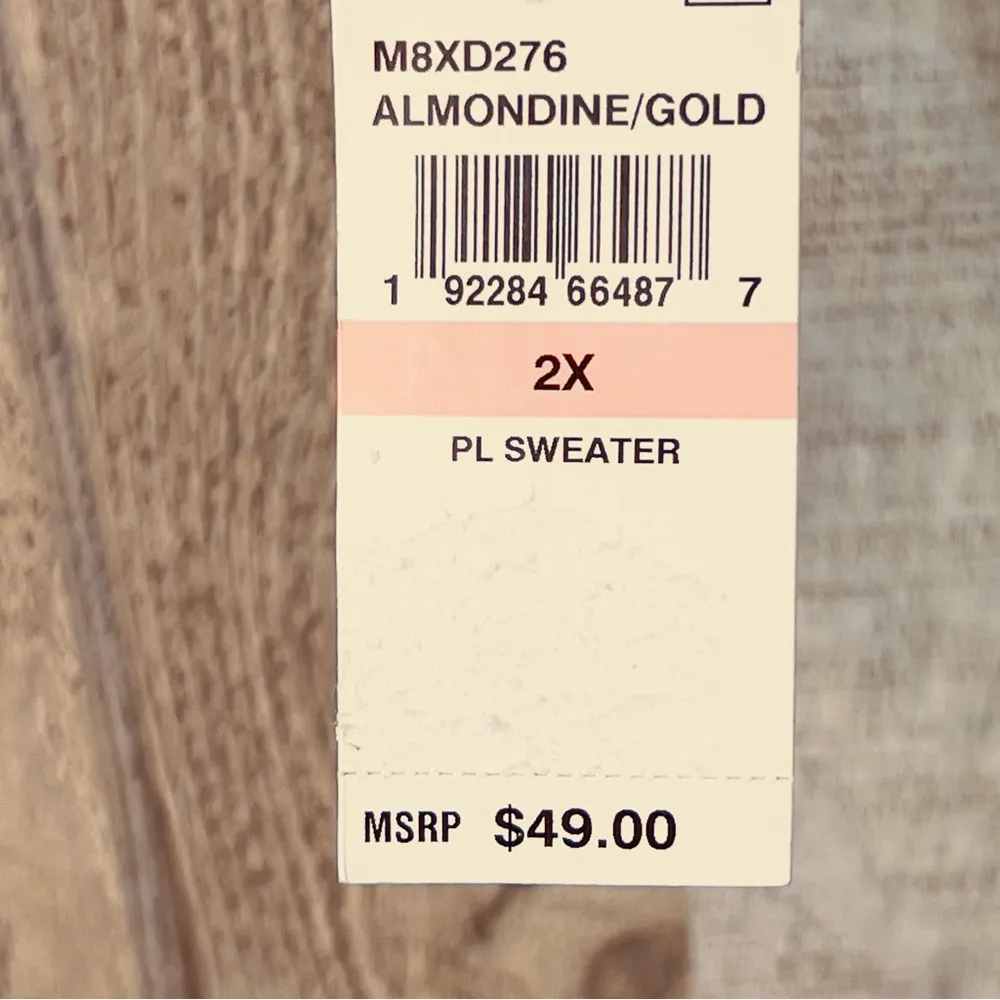 M8XD276
ALMONDINE/GOLD
1 92284 66487 7
2X
PL SWEATER
MSRP $49.00